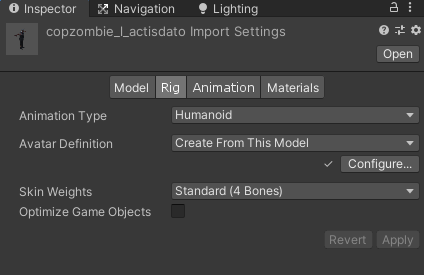 Inspector Navigation Lighting
copzombie_l_actisdato Import Settings
Open
Model Rig Animation Materials
Animation Type Humanoid
Avatar Definition Create From This Model
Configure...
Skin Weights Standard (4 Bones)
Optimize Game Objects
Revert Apply